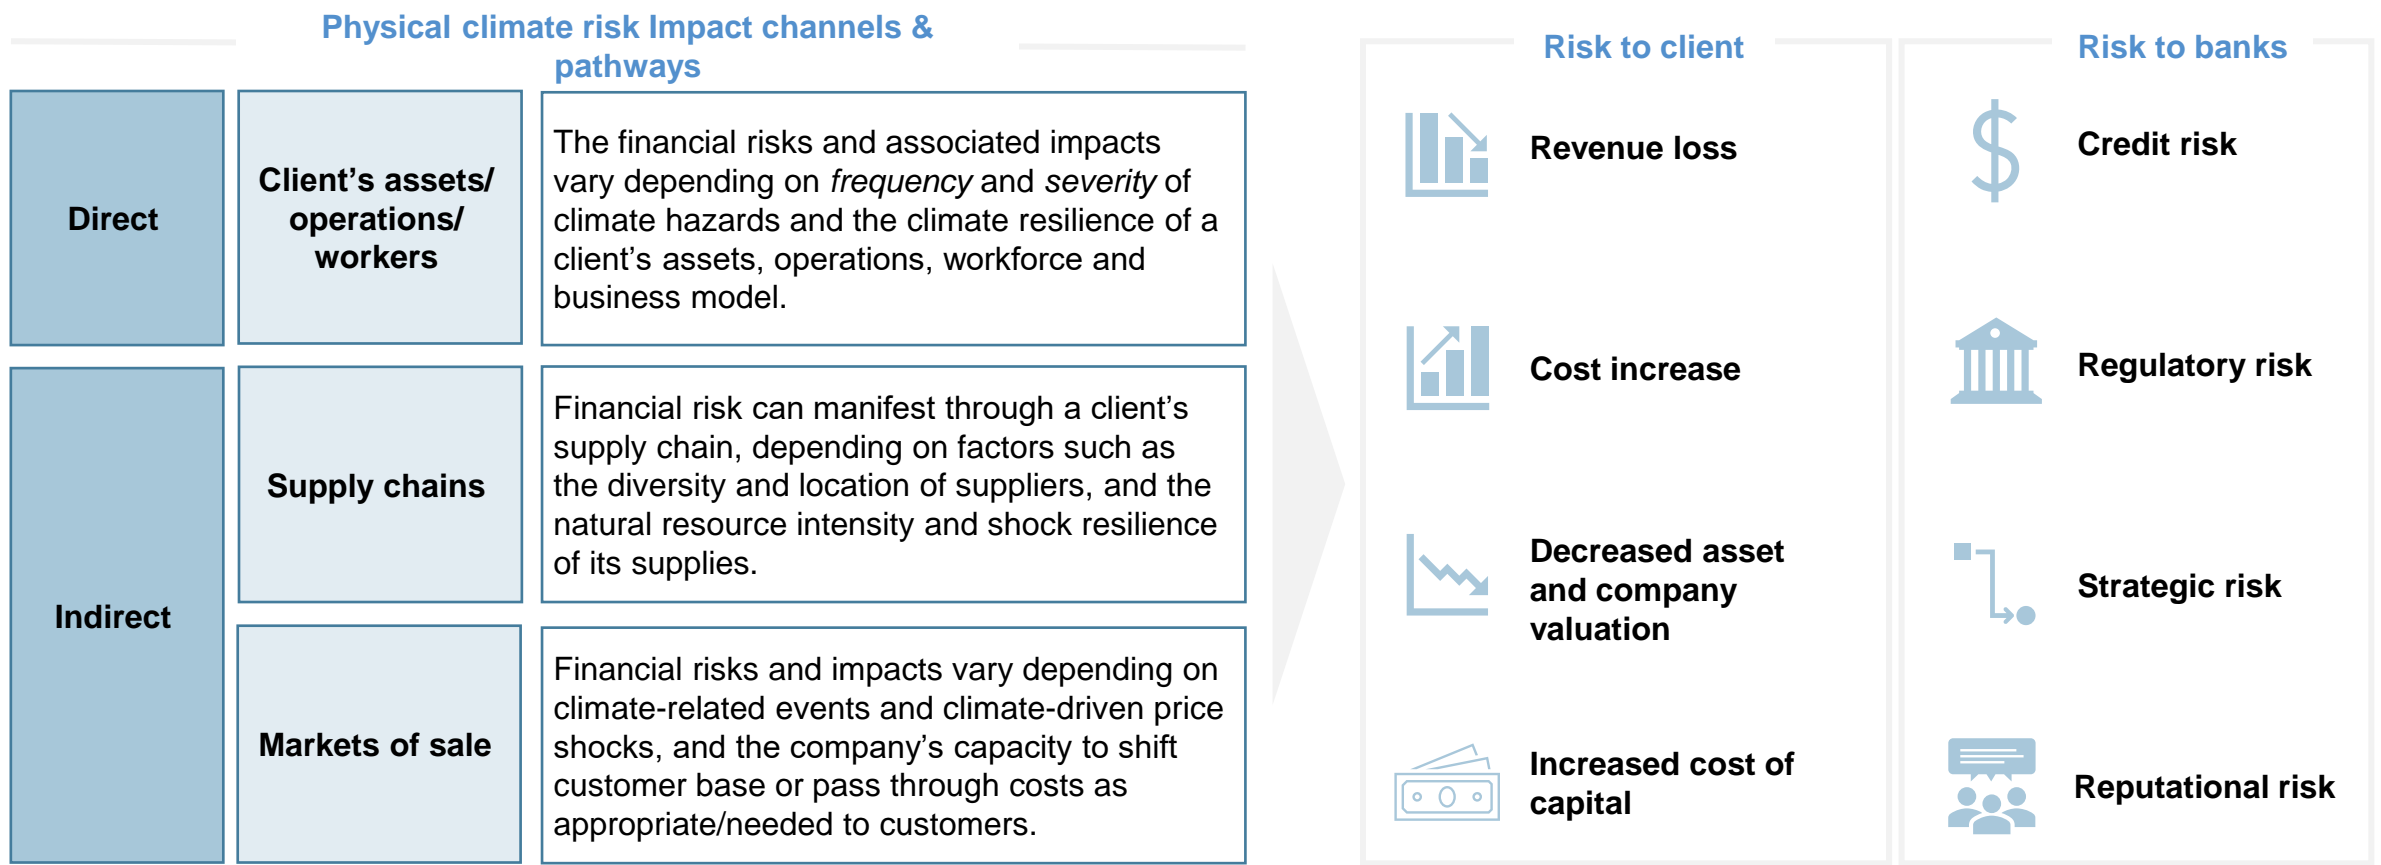 Physical climate risk Impact channels &
pathways
Direct
Client's assets/
operations/
workers
The financial risks and associated impacts
vary depending on frequency and severity of
climate hazards and the climate resilience of a
client's assets, operations, workforce and
business model.
Indirect
Supply chains
Financial risk can manifest through a client's
supply chain, depending on factors such as
the diversity and location of suppliers, and the
natural resource intensity and shock resilience
of its supplies.
Markets of sale
Financial risks and impacts vary depending on
climate-related events and climate-driven price
shocks, and the company's capacity to shift
customer base or pass through costs as
appropriate/needed to customers.
Risk to client
Revenue loss
Cost increase
Decreased asset
and company
valuation
Increased cost of
capital
Risk to banks
Credit risk
Regulatory risk
Strategic risk
Reputational risk